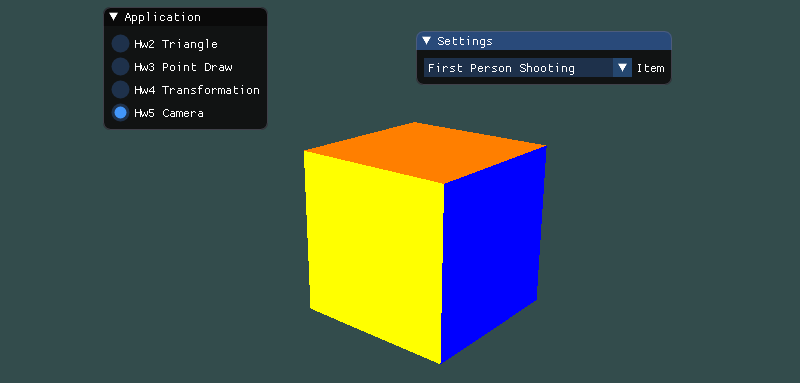 Application
Hw2 Triangle
Hw3 Point Draw
Hw4 Transformation
Hw5 Camera
Settings
First Person Shooting Item